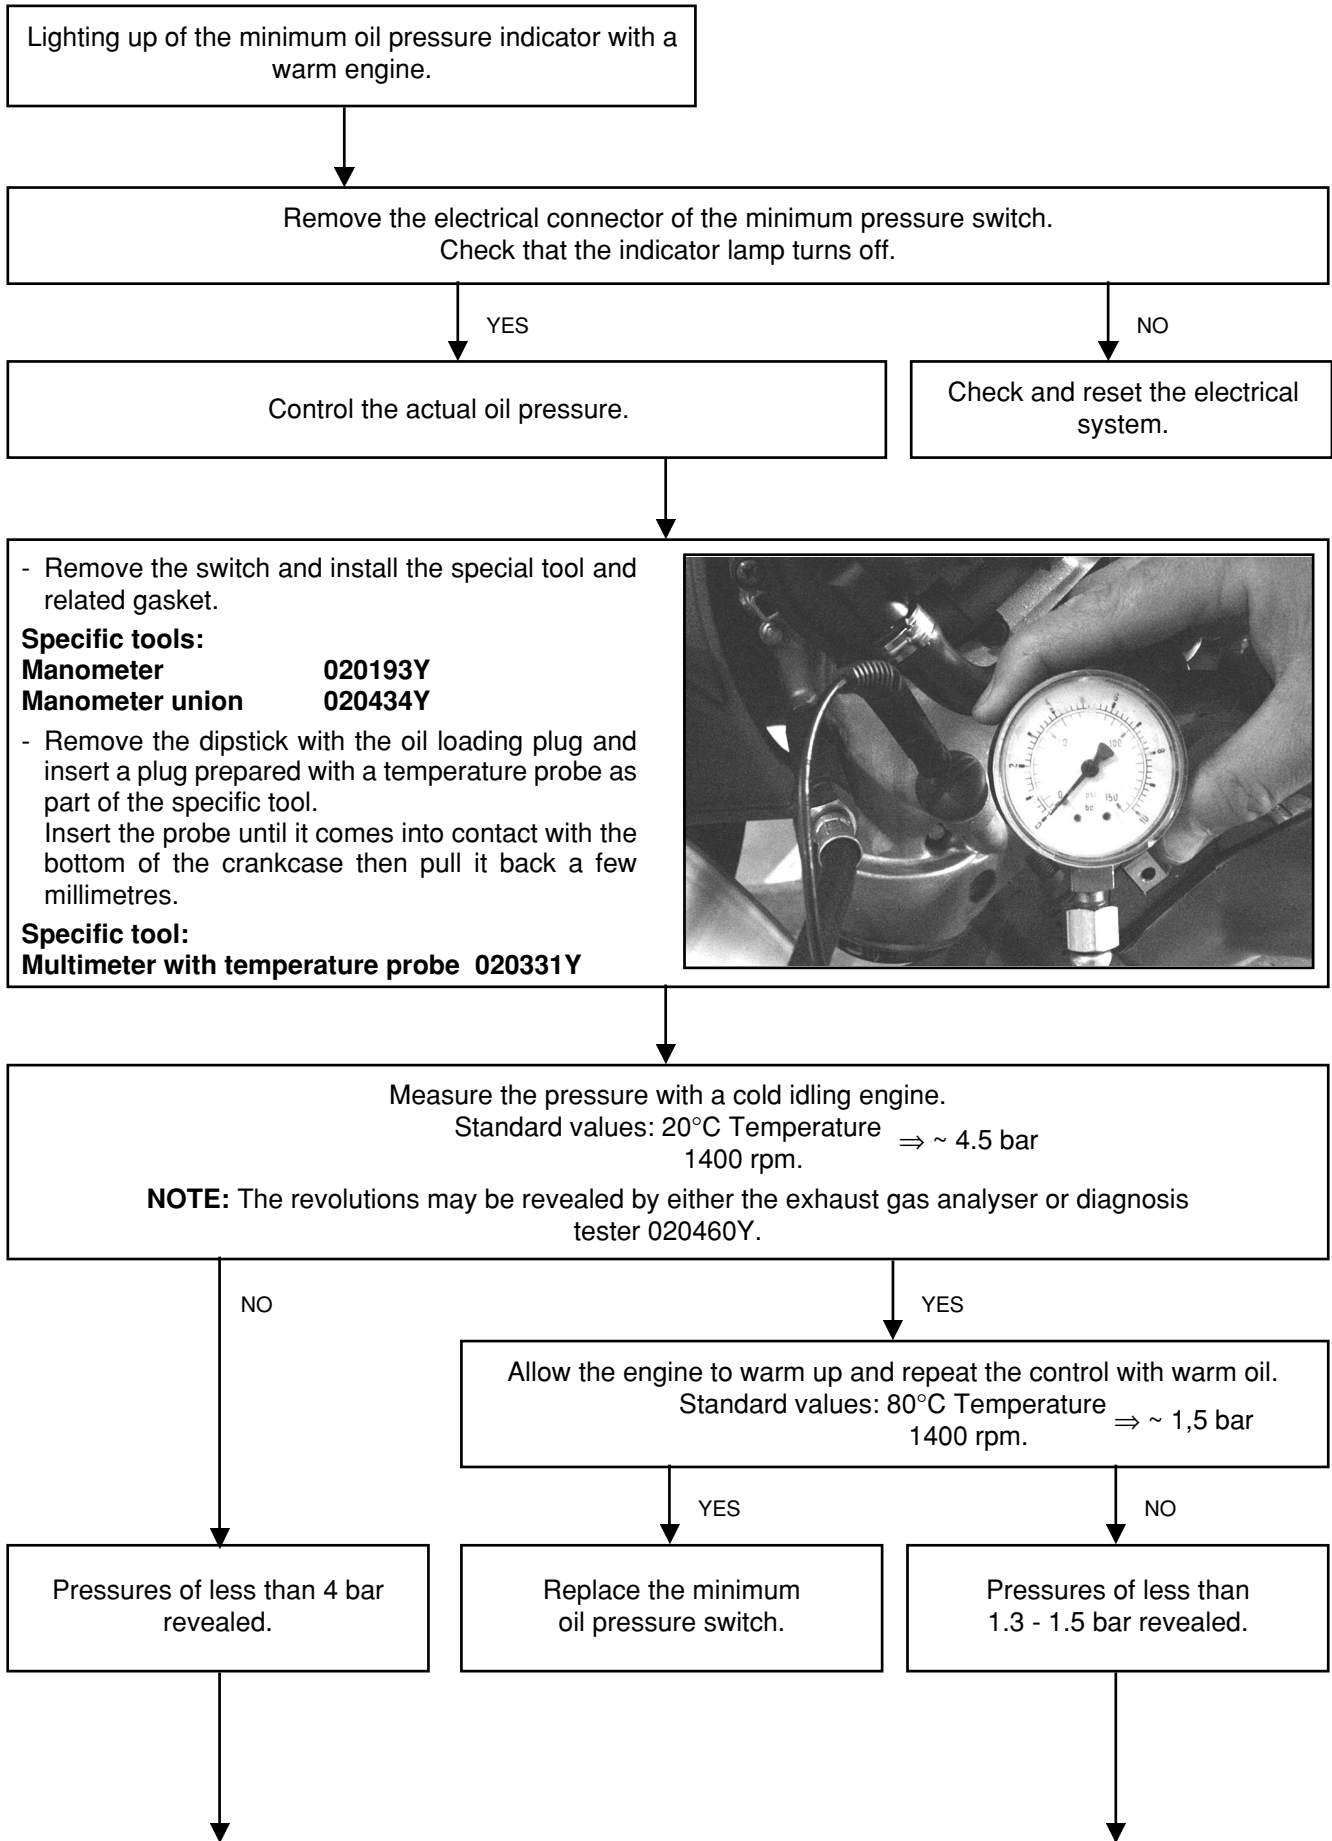 Lighting up of the minimum oil pressure indicator with a
warm engine.
Remove the electrical connector of the minimum pressure switch.
Check that the indicator lamp turns off.
YES
NO
Control the actual oil pressure.
Check and reset the electrical
system.
- Remove the switch and install the special tool and
related gasket.
Specific tools:
Manometer 020193Y
Manometer union 020434Y
- Remove the dipstick with the oil loading plug and
insert a plug prepared with a temperature probe as
part of the specific tool.
Insert the probe until it comes into contact with the
bottom of the crankcase then pull it back a few
millimetres.
Specific tool:
Multimeter with temperature probe 020331Y
100
8
2
0
psi
150
10
Measure the pressure with a cold idling engine.
Standard values: 20°C Temperature
⇒ ~ 4.5 bar
1400 rpm.
NOTE: The revolutions may be revealed by either the exhaust gas analyser or diagnosis
tester 020460Y.
NO
YES
Allow the engine to warm up and repeat the control with warm oil.
Standard values: 80°C Temperature
⇒ ~ 1,5 bar
1400 rpm.
YES
NO
Pressures of less than 4 bar
revealed.
Replace the minimum
oil pressure switch.
Pressures of less than
1.3 - 1.5 bar revealed.